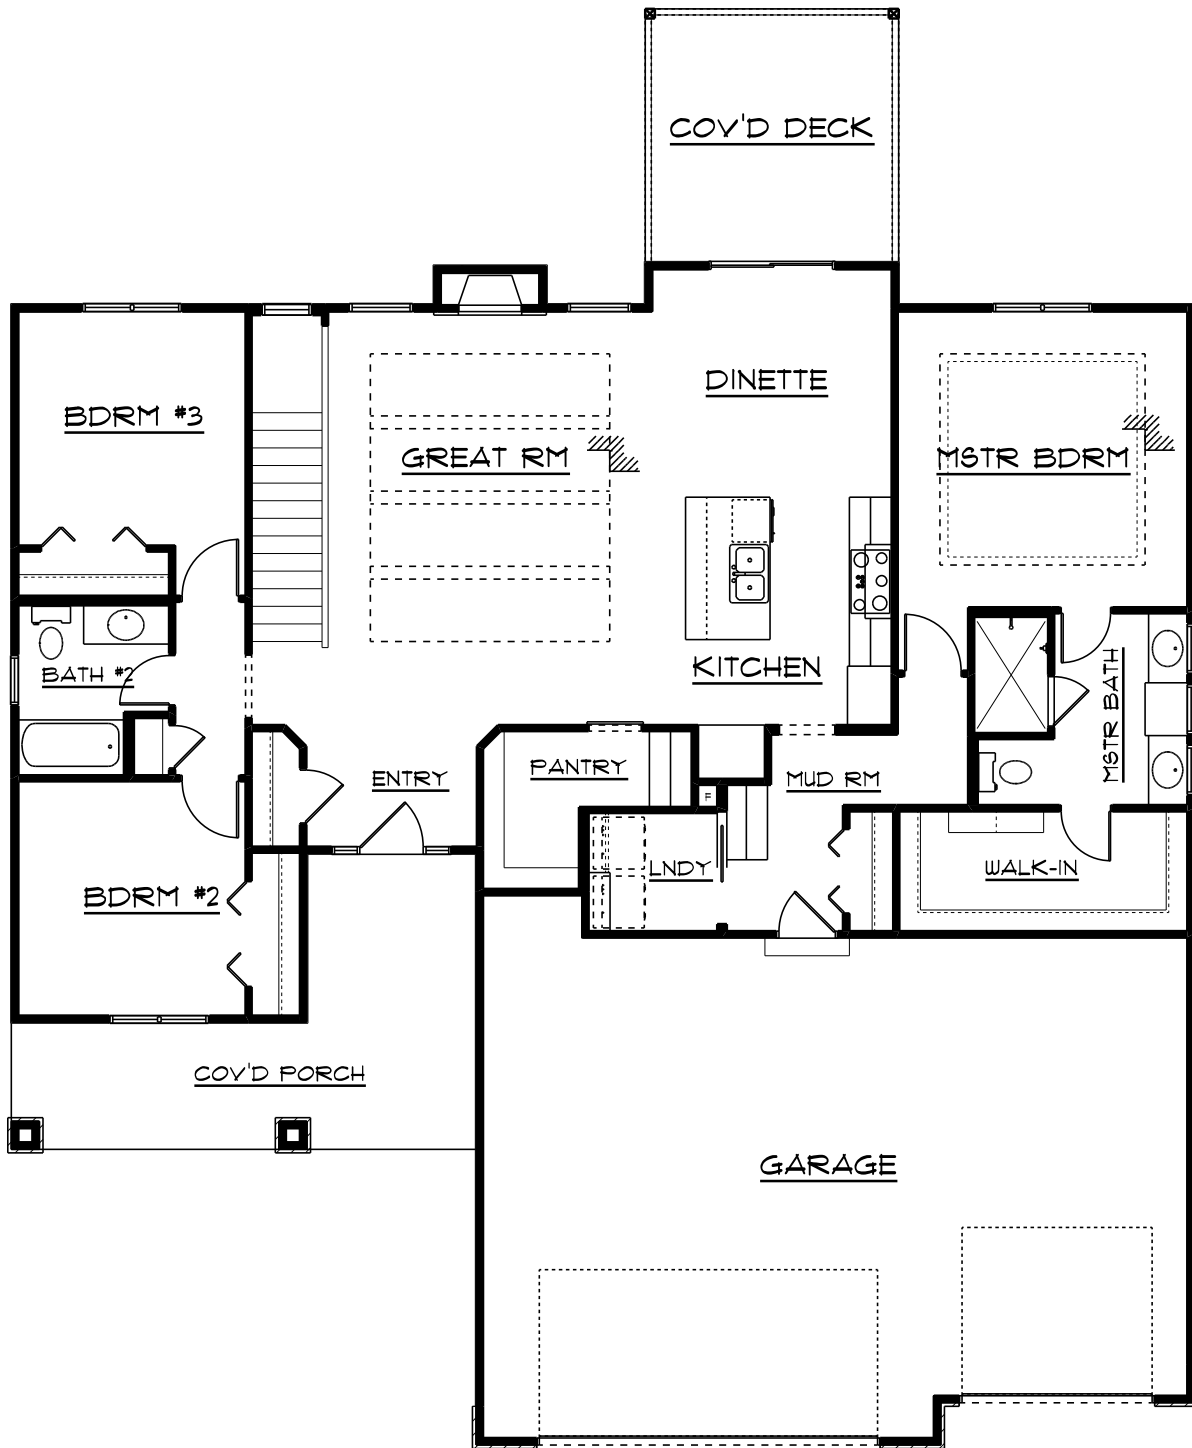 COV'D DECK
DINETTE
BDRM #3
GREAT RM
MSTR BDRM
KITCHEN
BATH #2
MSTR BATH
PANTRY
ENTRY
MUD RM
F
LNDY
WALK-IN
BDRM #2
COV'D PORCH
GARAGE